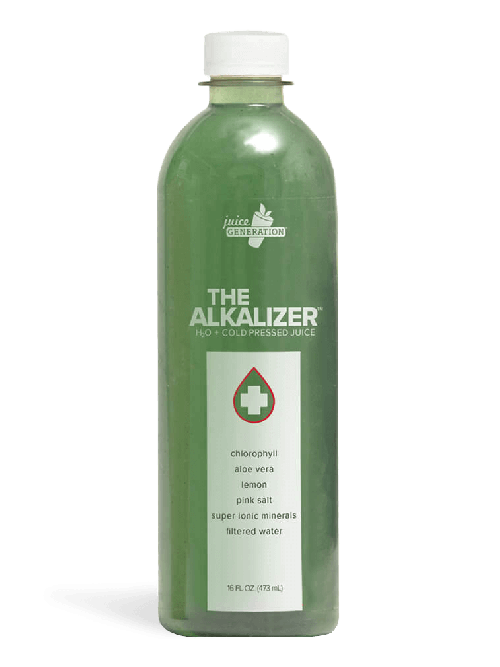 juice
GENERATION
THE
ALKALIZER™
H₂O + COLD PRESSED JUICE
chlorophyll
aloe vera
lemon
pink salt
super ionic minerals
filtered water
16 FL OZ (473 mL)